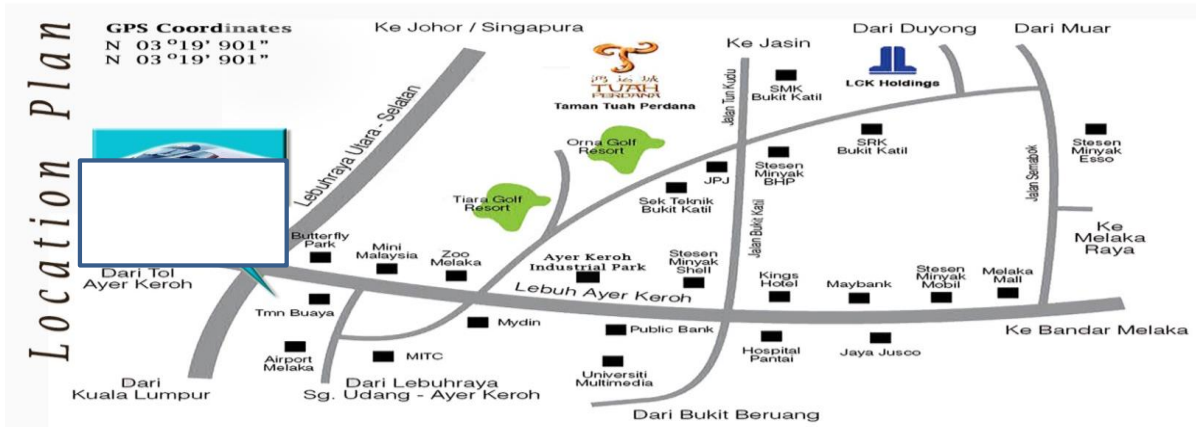 Location Plan
GPS Coordinates
N 03 º19' 901"
N 03 º19' 901"
Ke Johor / Singapura
TUAH
PERDANA
Taman Tuah Perdana
Ke Jasin
Dari Duyong
Dari Muar
LCK Holdings
SMK
Bukit Katil
Jalan Tun Kudu
Lebuhraya Utara - Selatan
Orna Golf
Resort
SRK
Bukit Katil
Stesen
Minyak
Esso
JPJ
Stesen
Minyak
BHP
Sek Teknik
Bukit Katil
Jalan Semabok
Tiara Golf
Resort
Jalan Bukit Katil
Ke
Melaka
Raya
Butterfly
Park
Mini
Malaysia
Zoo
Melaka
Ayer Keroh
Industrial Park
Stesen
Minyak
Shell
Kings
Hotel
Maybank
Stesen
Minyak
Mobil
Melaka
Mall
Dari Tol
Ayer Keroh
Lebuh Ayer Keroh
Tmn Buaya
Mydin
Public Bank
Ke Bandar Melaka
Airport
Melaka
MITC
Universiti
Multimedia
Hospital
Pantai
Jaya Jusco
Dari
Kuala Lumpur
Dari Lebuhraya
Sg. Udang - Ayer Keroh
Dari Bukit Beruang